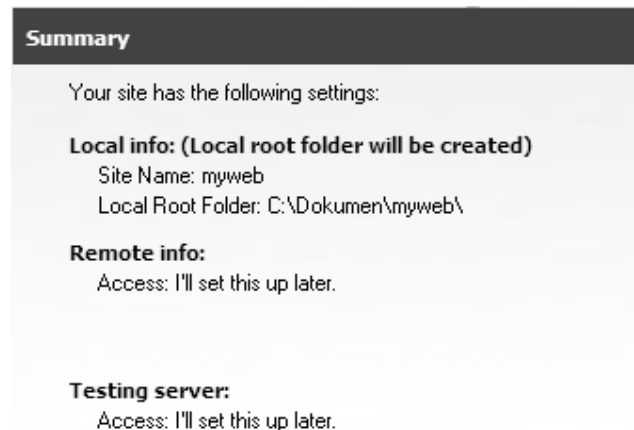 Summary
Your site has the following settings:
Local info: (Local root folder will be created)
Site Name: myweb
Local Root Folder: C:\Dokumen\myweb\
Remote info:
Access: I'll set this up later.
Testing server:
Access: I'll set this up later.